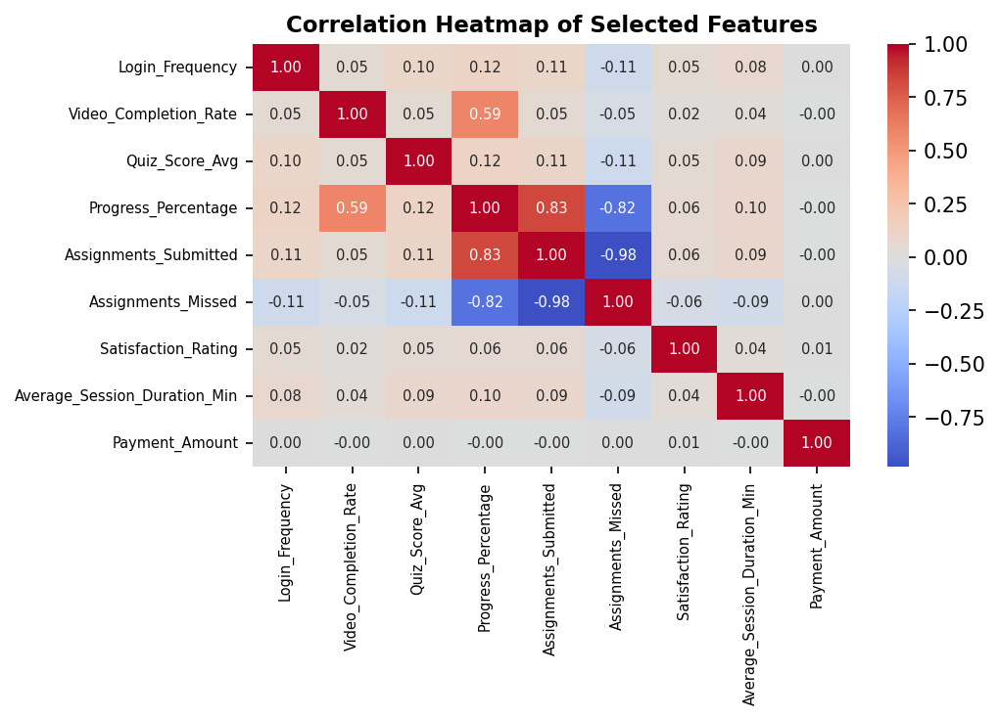 Correlation Heatmap of Selected Features
Login_Frequency 1.00 0.05 0.10 0.12 0.11 -0.11 0.05 0.08 0.00
Video_Completion_Rate 0.05 1.00 0.05 0.59 0.05 -0.05 0.02 0.04 -0.00
Quiz_Score_Avg 0.10 0.05 1.00 0.12 0.11 -0.11 0.05 0.09 0.00
Progress_Percentage 0.12 0.59 0.12 1.00 0.83 -0.82 0.06 0.10 -0.00
Assignments_Submitted 0.11 0.05 0.11 0.83 1.00 -0.98 0.06 0.09 -0.00
Assignments_Missed -0.11 -0.05 -0.11 -0.82 -0.98 1.00 -0.06 -0.09 0.00
Satisfaction_Rating 0.05 0.02 0.05 0.06 0.06 -0.06 1.00 0.04 0.01
Average_Session_Duration_Min 0.08 0.04 0.09 0.10 0.09 -0.09 0.04 1.00 -0.00
Payment_Amount 0.00 -0.00 0.00 -0.00 -0.00 0.00 0.01 -0.00 1.00
Login_Frequency
Video_Completion_Rate
Quiz_Score_Avg
Progress_Percentage
Assignments_Submitted
Assignments_Missed
Satisfaction_Rating
Average_Session_Duration_Min
Payment_Amount
1.00
0.75
0.50
0.25
0.00
−0.25
−0.50
−0.75